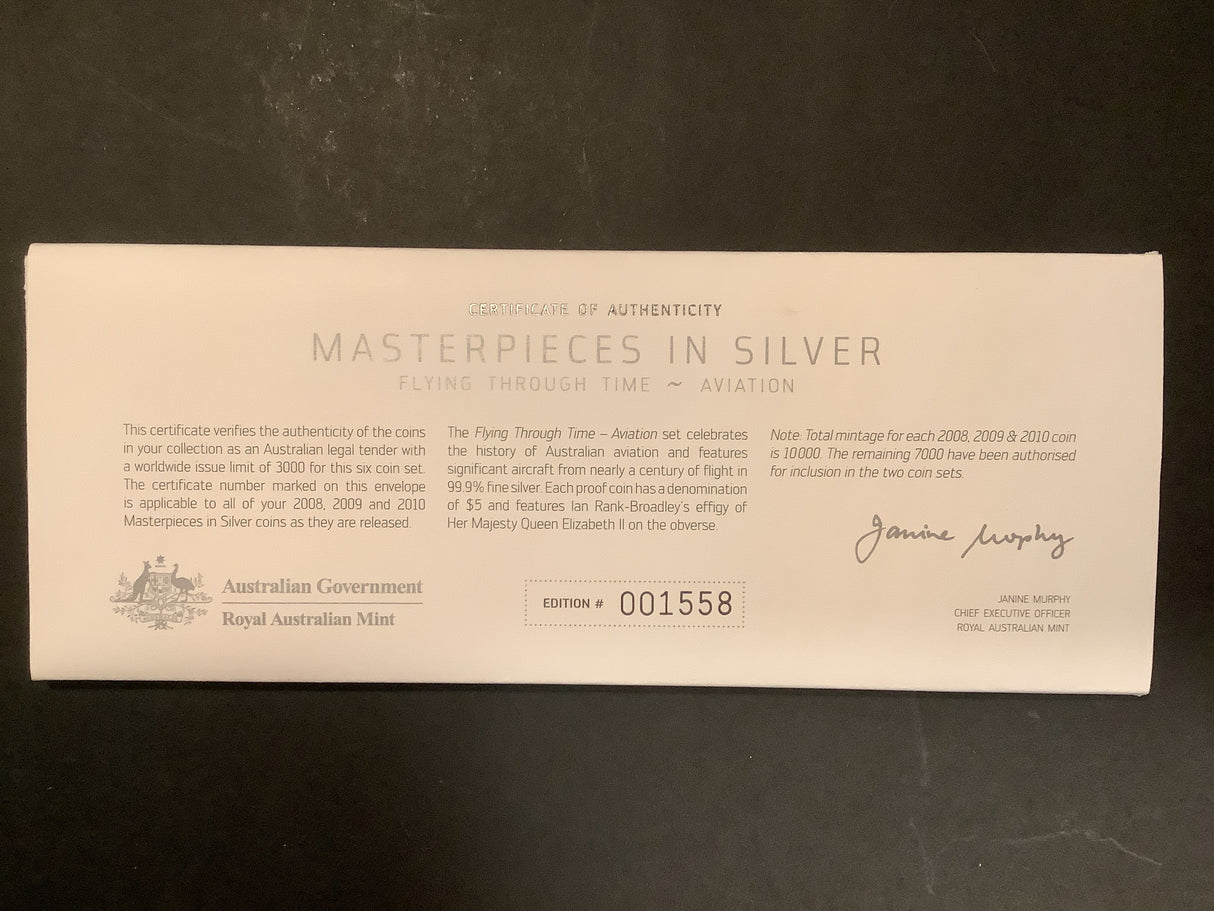 CERTIFICATE OF AUTHENTICITY
MASTERPIECES IN SILVER
FLYING THROUGH TIME ~ AVIATION
This certificate verifies the authenticity of the coins
in your collection as an Australian legal tender with
a worldwide issue limit of 3000 for this six coin set.
The certificate number marked on this envelope
is applicable to all of your 2008, 2009 and 2010
Masterpieces in Silver coins as they are released.
The Flying Through Time – Aviation set celebrates
the history of Australian aviation and features
significant aircraft from nearly a century of flight in
99.9% fine silver. Each proof coin has a denomination
of $5 and features Ian Rank-Broadley's effigy of
Her Majesty Queen Elizabeth II on the obverse.
Note: Total mintage for each 2008, 2009 & 2010 coin
is 10000. The remaining 7000 have been authorised
for inclusion in the two coin sets.
Janine Murphy
Australian Government
Royal Australian Mint
EDITION # 001558
JANINE MURPHY
CHIEF EXECUTIVE OFFICER
ROYAL AUSTRALIAN MINT